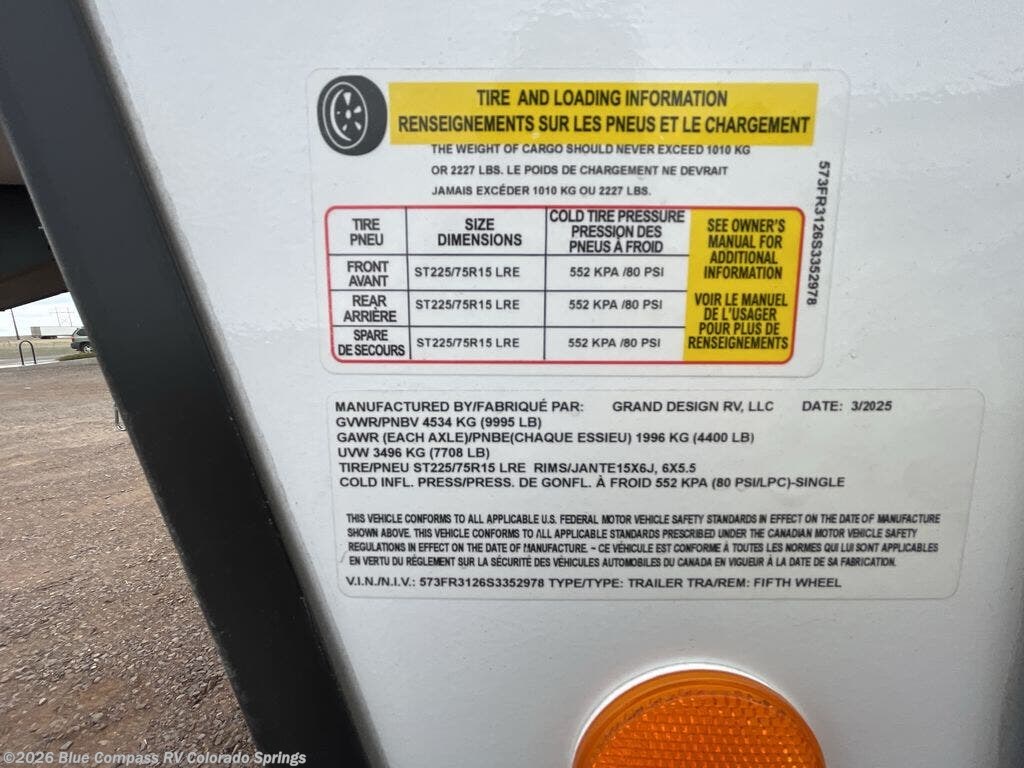 TIRE AND LOADING INFORMATION
RENSEIGNEMENTS SUR LES PNEUS ET LE CHARGEMENT
THE WEIGHT OF CARGO SHOULD NEVER EXCEED 1010 KG
OR 2227 LBS. LE POIDS DE CHARGEMENT NE DEVRAIT
JAMAIS EXCÉDER 1010 KG OU 2227 LBS.
TIRE
PNEU
SIZE
DIMENSIONS
COLD TIRE PRESSURE
PRESSION DES
PNEUS À FROID
FRONT
AVANT
ST225/75R15 LRE
552 KPA /80 PSI
REAR
ARRIÈRE
ST225/75R15 LRE
552 KPA /80 PSI
SPARE
DE SECOURS
ST225/75R15 LRE
552 KPA /80 PSI
SEE OWNER'S
MANUAL FOR
ADDITIONAL
INFORMATION
VOIR LE MANUEL
DE L'USAGER
POUR PLUS DE
RENSEIGNEMENTS
573FR3126S3352978
MANUFACTURED BY/FABRIQUÉ PAR: GRAND DESIGN RV, LLC DATE: 3/2025
GVWR/PNBV 4534 KG (9995 LB)
GAWR (EACH AXLE)/PNBE(CHAQUE ESSIEU) 1996 KG (4400 LB)
UVW 3496 KG (7708 LB)
TIRE/PNEU ST225/75R15 LRE RIMS/JANTE15X6J, 6X5.5
COLD INFL. PRESS/PRESS. DE GONFL. À FROID 552 KPA (80 PSI/LPC)-SINGLE
THIS VEHICLE CONFORMS TO ALL APPLICABLE U.S. FEDERAL MOTOR VEHICLE SAFETY STANDARDS IN EFFECT ON THE DATE OF MANUFACTURE
SHOWN ABOVE. THIS VEHICLE CONFORMS TO ALL APPLICABLE STANDARDS PRESCRIBED UNDER THE CANADIAN MOTOR VEHICLE SAFETY
REGULATIONS IN EFFECT ON THE DATE OF MANUFACTURE. ~ CE VÉHICULE EST CONFORME À TOUTES LES NORMES QUI LUI SONT APPLICABLES
EN VERTU DU RÈGLEMENT SUR LA SÉCURITÉ DES VÉHICULES AUTOMOBILES DU CANADA EN VIGUEUR À LA DATE DE SA FABRICATION.
V.I.N./N.I.V.: 573FR3126S3352978 TYPE/TYPE: TRAILER TRA/REM: FIFTH WHEEL
©2026 Blue Compass RV Colorado Springs